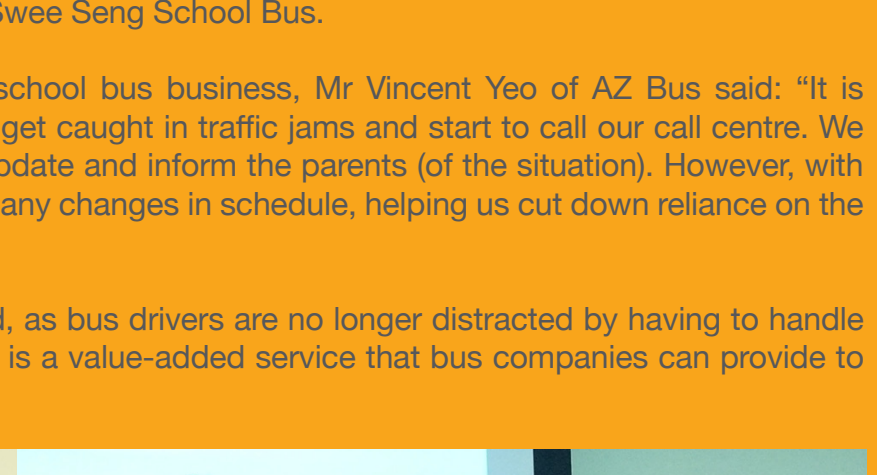 Swee Seng School Bus.
school bus business, Mr Vincent Yeo of AZ Bus said: “It is
get caught in traffic jams and start to call our call centre. We
update and inform the parents (of the situation). However, with
any changes in schedule, helping us cut down reliance on the
as bus drivers are no longer distracted by having to handle
is a value-added service that bus companies can provide to